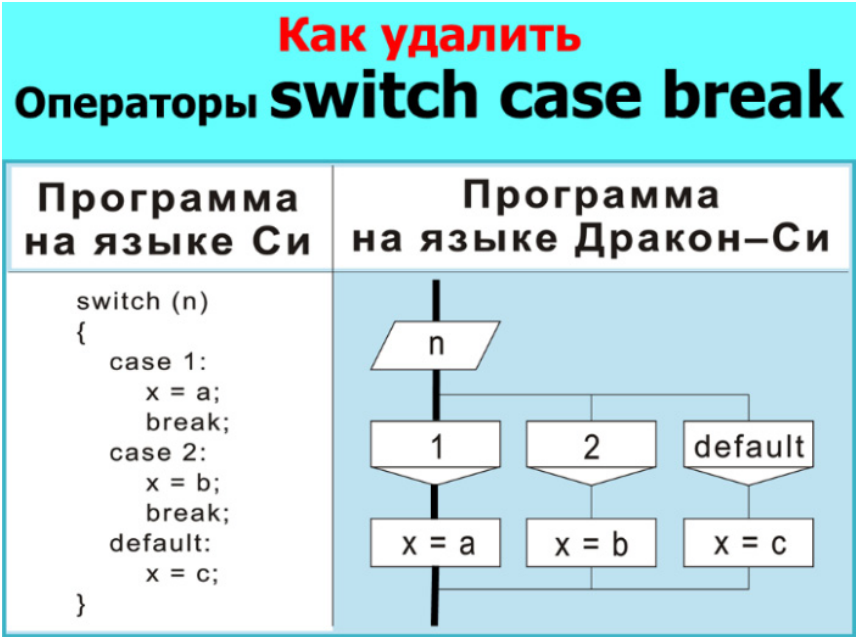 Как удалить
Операторы switch case break
Программа
на языке Си
Программа
на языке Дракон–Си
switch (n)
{
case 1:
x = a;
break;
case 2:
x = b;
break;
default:
x = c;
}
n
1
2
default
x = a
x = b
x = c